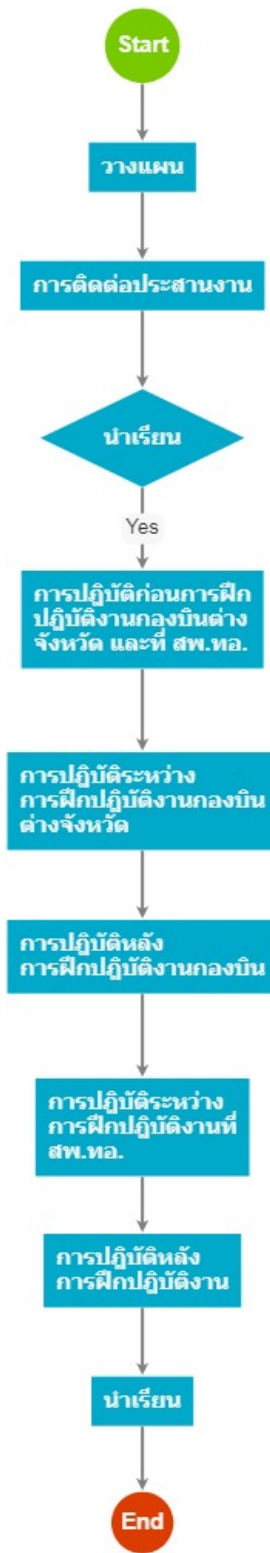 Start
วางแผน
การติดต่อประสานงาน
นำเรียน
Yes
การปฏิบัติก่อนการฝึก
ปฏิบัติงานกองบินต่าง
จังหวัด และที่ สพ.ทอ.
การปฏิบัติระหว่าง
การฝึกปฏิบัติงานกองบิน
ต่างจังหวัด
การปฏิบัติหลัง
การฝึกปฏิบัติงานกองบิน
การปฏิบัติระหว่าง
การฝึกปฏิบัติงานที่
สพ.ทอ.
การปฏิบัติหลัง
การฝึกปฏิบัติงาน
นำเรียน
End